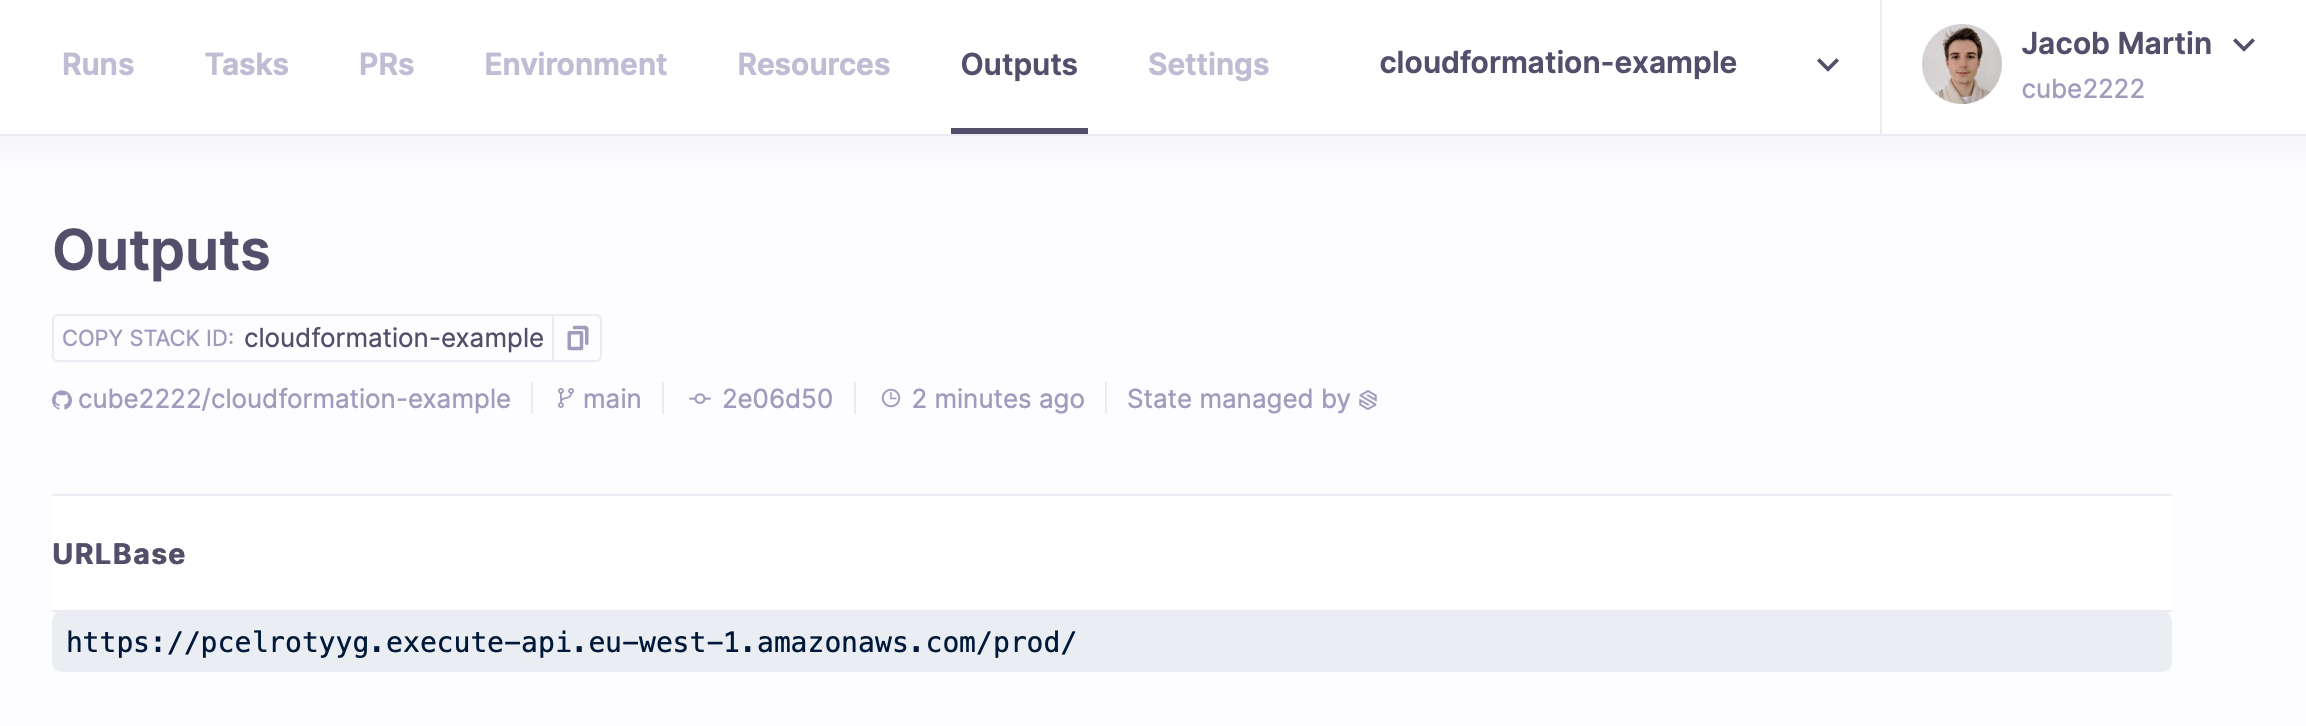 Runs Tasks PRs Environment Resources Outputs Settings cloudformation-example Jacob Martin
cube2222
Outputs
COPY STACK ID: cloudformation-example
cube2222/cloudformation-example main 2e06d50 2 minutes ago State managed by
URLBase
https://pcelrotyyg.execute-api.eu-west-1.amazonaws.com/prod/